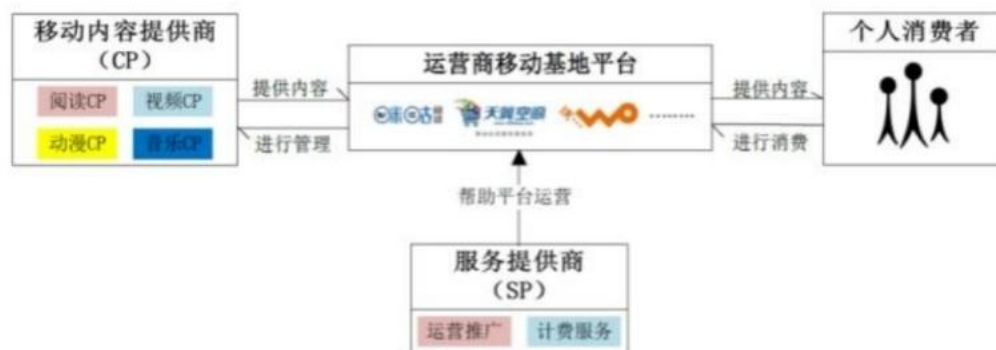 移动内容提供商
（CP）
阅读CP
视频CP
动漫CP
音乐CP
提供内容
进行管理
运营商移动基地平台
咪咕
天翼空间
WO
………
提供内容
进行消费
个人消费者
帮助平台运营
服务提供商
（SP）
运营推广
计费服务